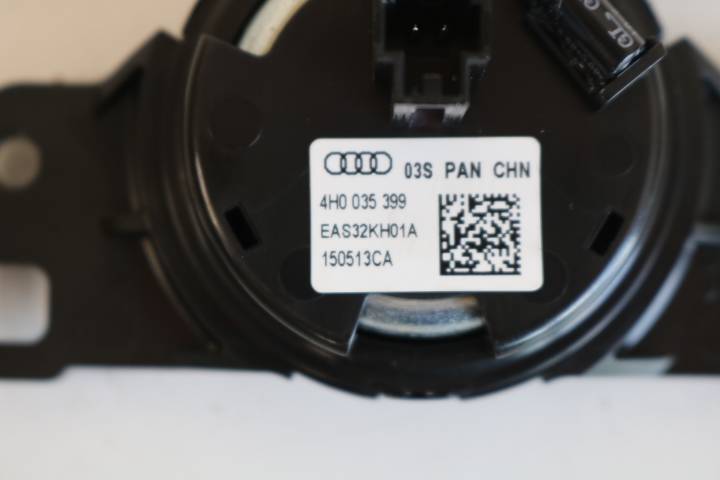 03S PAN CHN
4H0 035 399
EAS32KH01A
150513CA